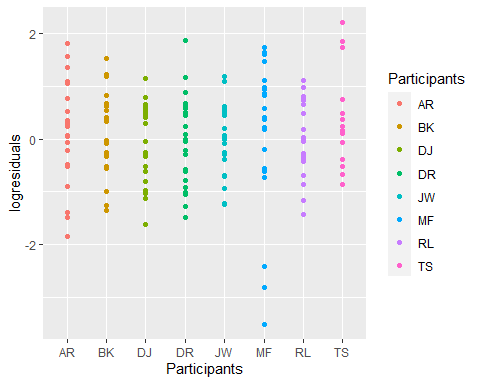 2
0
-2
logresiduals
AR BK DJ DR JW MF RL TS
Participants
Participants
AR
BK
DJ
DR
JW
MF
RL
TS